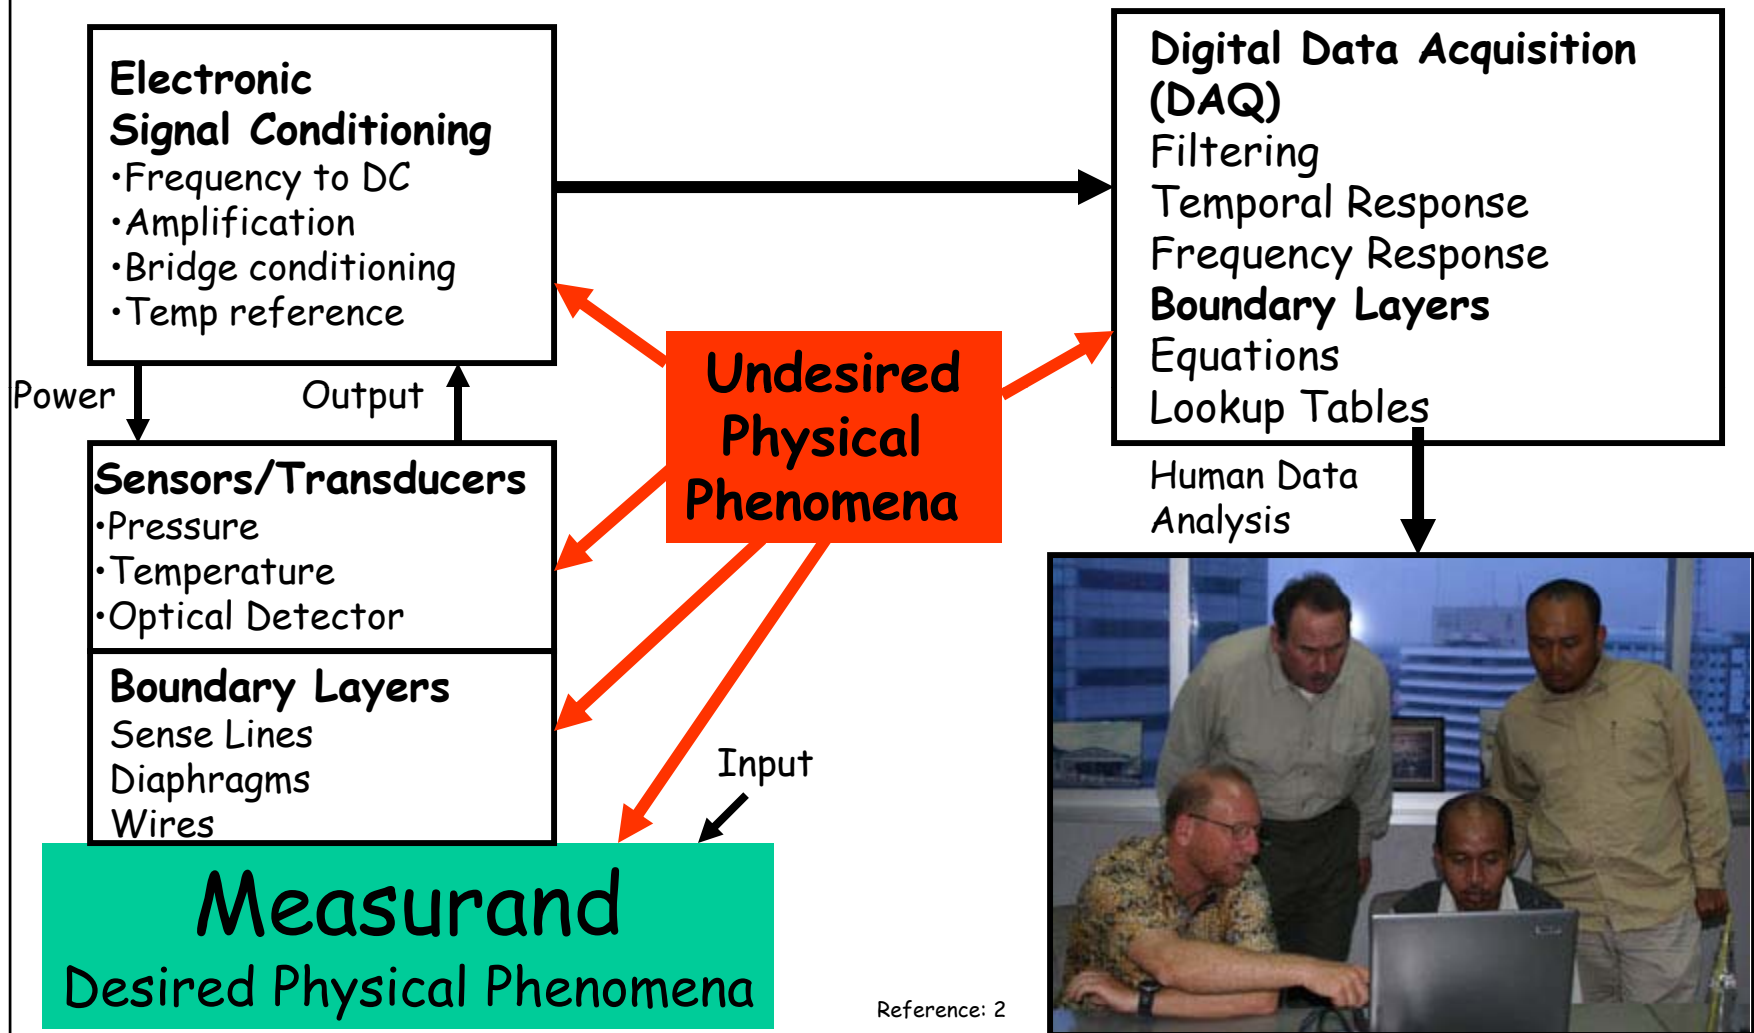 Electronic
Signal Conditioning
•Frequency to DC
•Amplification
•Bridge conditioning
•Temp reference
Power
Output
Sensors/Transducers
•Pressure
•Temperature
•Optical Detector
Boundary Layers
Sense Lines
Diaphragms
Wires
Measurand
Desired Physical Phenomena
Undesired
Physical
Phenomena
Input
Digital Data Acquisition
(DAQ)
Filtering
Temporal Response
Frequency Response
Boundary Layers
Equations
Lookup Tables
Human Data
Analysis
Reference: 2